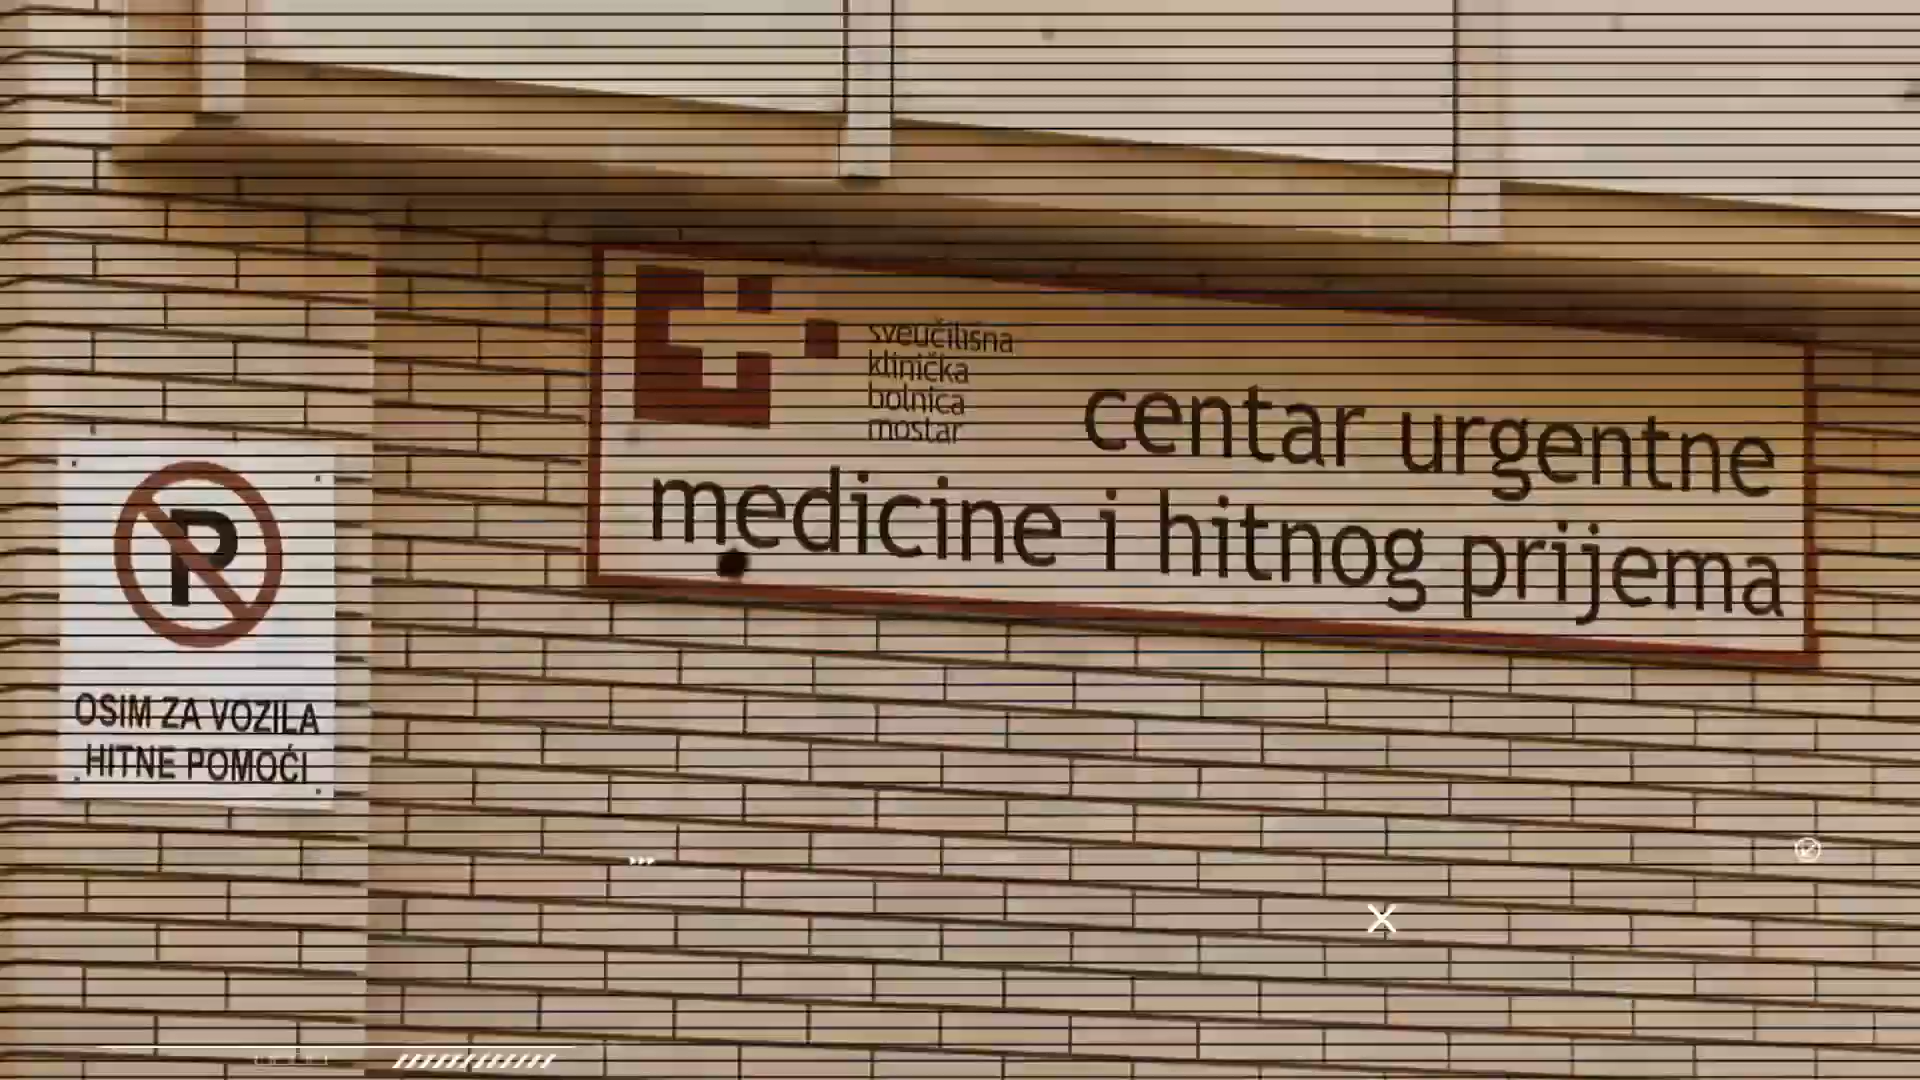 sveučilišna
klinička
bolnica
mostar
centar urgentne
medicine i hitnog prijema
P
OSIM ZA VOZILA
HITNE POMOĆI